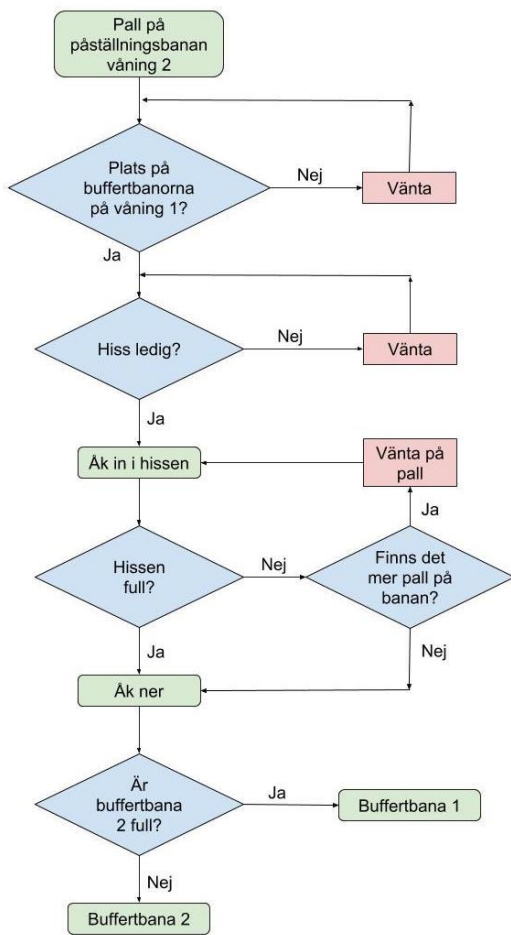 Pall på
påställningsbanan
våning 2
Plats på
buffertbanorna
på våning 1?
Nej
Vänta
Ja
Hiss ledig?
Nej
Vänta
Ja
Åk in i hissen
Vänta på
pall
Ja
Hissen
full?
Nej
Finns det
mer pall på
banan?
Ja
Nej
Åk ner
Är
buffertbana
2 full?
Ja
Buffertbana 1
Nej
Buffertbana 2